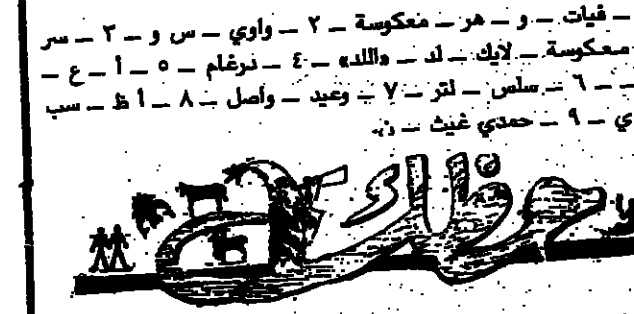 ـ فيات ـ و ـ هر ـ معكوسة ـ ٢ ـ واوي ـ س و ـ ٣ ـ سر
معكوسة ـ لايك ـ لد ـ «اللد» ـ ٤ ـ نرغام ـ ٥ ـ أ ـ ع ـ
ـ ٦ ـ سلس ـ لتر ـ ٧ ـ وعيد ـ وأصل ـ ٨ ـ أ ظ ـ سب
ي ـ ٩ ـ حمدي غيث ـ ن.